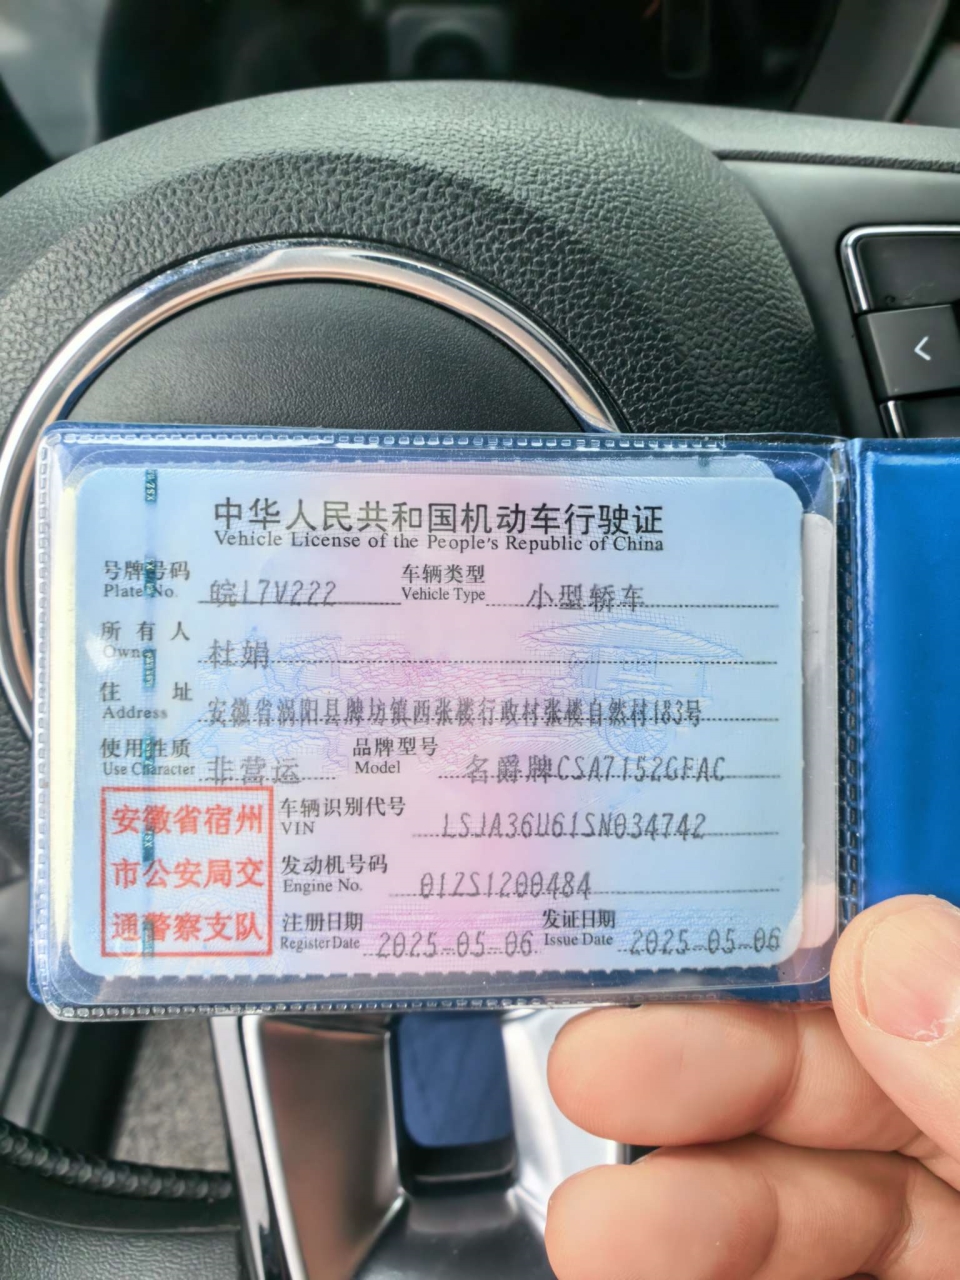 中华人民共和国机动车行驶证
Vehicle License of the People's Republic of China
号牌号码 皖L7V222 车辆类型 小型轿车
Plate No. Vehicle Type
所有人 杜娟
Owner
住址 安徽省涡阳县牌坊镇西张楼行政村张楼自然村183号
Address
使用性质 非营运 品牌型号 名爵牌CSA7152GFAC
Use Character Model
安徽省宿州
市公安局交
通警察支队
车辆识别代号 LSJA36U61SN034742
VIN
发动机号码 01ZS1200484
Engine No.
注册日期 2025-05-06 发证日期 2025-05-06
Register Date Issue Date